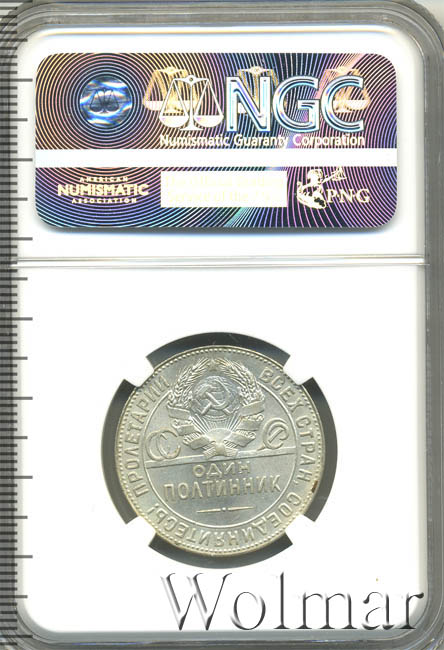 NGC
Numismatic Guaranty Corporation
AMERICAN
NUMISMATIC
ASSOCIATION
PNG
ПРОЛЕТАРИИ ВСЕХ СТРАН, СОЕДИНЯЙТЕСЬ!
С С
С Р
ОДИН
ПОЛТИННИК
Wolmar